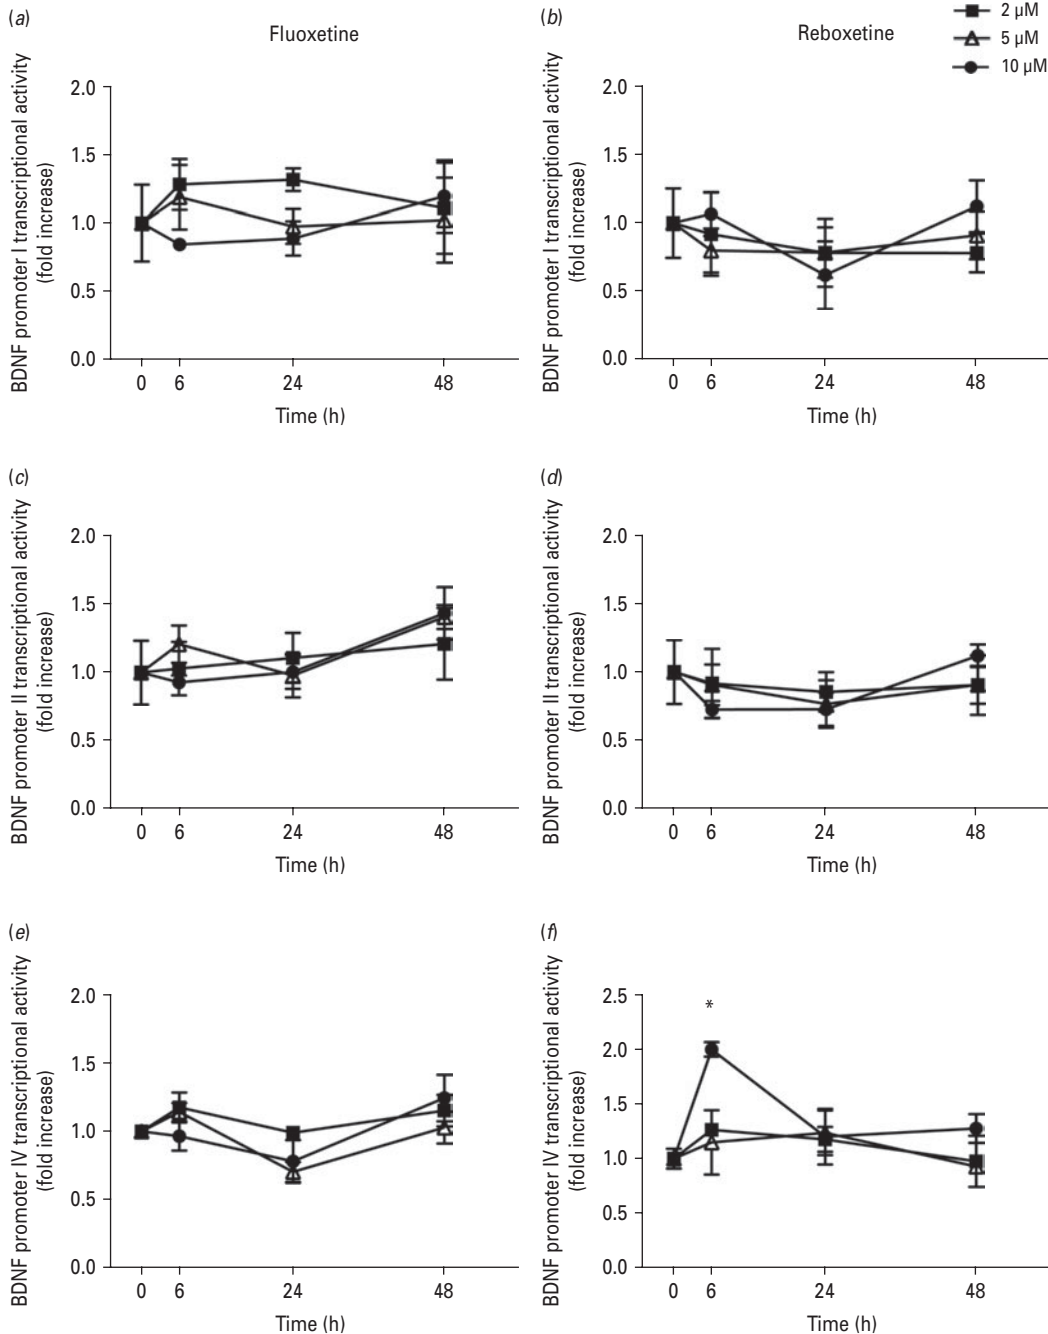 (a)
Fluoxetine
BDNF promoter I transcriptional activity
(fold increase)
2.0
1.5
1.0
0.5
0.0
0 6 24 48
Time (h)
(b)
Reboxetine
2 µM
5 µM
10 µM
BDNF promoter I transcriptional activity
(fold increase)
2.0
1.5
1.0
0.5
0.0
0 6 24 48
Time (h)
(c)
BDNF promoter II transcriptional activity
(fold increase)
2.0
1.5
1.0
0.5
0.0
0 6 24 48
Time (h)
(d)
BDNF promoter II transcriptional activity
(fold increase)
2.0
1.5
1.0
0.5
0.0
0 6 24 48
Time (h)
(e)
BDNF promoter IV transcriptional activity
(fold increase)
2.0
1.5
1.0
0.5
0.0
0 6 24 48
Time (h)
(f)
BDNF promoter IV transcriptional activity
(fold increase)
2.5
2.0
1.5
1.0
0.5
0.0
*
0 6 24 48
Time (h)